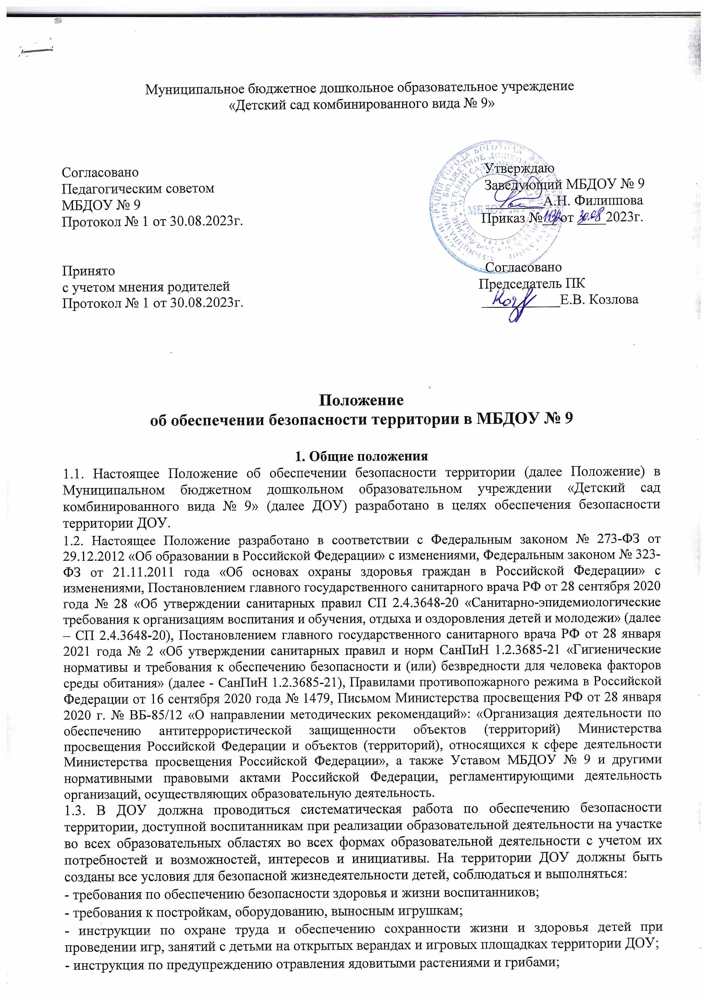 Муниципальное бюджетное дошкольное образовательное учреждение
«Детский сад комбинированного вида № 9»
Согласовано
Педагогическим советом
МБДОУ № 9
Протокол № 1 от 30.08.2023г.
Утверждаю
Заведующий МБДОУ № 9
А.Н. Филиппова
Приказ № от 30.08 2023г.
МБДОУ №9
Принято
с учетом мнения родителей
Протокол № 1 от 30.08.2023г.
Согласовано
Председатель ПК
Е.В. Козлова
Положение
об обеспечении безопасности территории в МБДОУ № 9
1. Общие положения
1.1. Настоящее Положение об обеспечении безопасности территории (далее Положение) в
Муниципальном бюджетном дошкольном образовательном учреждении «Детский сад
комбинированного вида № 9» (далее ДОУ) разработано в целях обеспечения безопасности
территории ДОУ.
1.2. Настоящее Положение разработано в соответствии с Федеральным законом № 273-ФЗ от
29.12.2012 «Об образовании в Российской Федерации» с изменениями, Федеральным законом № 323-
ФЗ от 21.11.2011 года «Об основах охраны здоровья граждан в Российской Федерации» с
изменениями, Постановлением главного государственного санитарного врача РФ от 28 сентября 2020
года № 28 «Об утверждении санитарных правил СП 2.4.3648-20 «Санитарно-эпидемиологические
требования к организациям воспитания и обучения, отдыха и оздоровления детей и молодежи» (далее
– СП 2.4.3648-20), Постановлением главного государственного санитарного врача РФ от 28 января
2021 года № 2 «Об утверждении санитарных правил и норм СанПиН 1.2.3685-21 «Гигиенические
нормативы и требования к обеспечению безопасности и (или) безвредности для человека факторов
среды обитания» (далее - СанПиН 1.2.3685-21), Правилами противопожарного режима в Российской
Федерации от 16 сентября 2020 года № 1479, Письмом Министерства просвещения РФ от 28 января
2020 г. № ВБ-85/12 «О направлении методических рекомендаций»: «Организация деятельности по
обеспечению антитеррористической защищенности объектов (территорий) Министерства
просвещения Российской Федерации и объектов (территорий), относящихся к сфере деятельности
Министерства просвещения Российской Федерации», а также Уставом МБДОУ № 9 и другими
нормативными правовыми актами Российской Федерации, регламентирующими деятельность
организаций, осуществляющих образовательную деятельность.
1.3. В ДОУ должна проводиться систематическая работа по обеспечению безопасности
территории, доступной воспитанникам при реализации образовательной деятельности на участке
во всех образовательных областях во всех формах образовательной деятельности с учетом их
потребностей и возможностей, интересов и инициативы. На территории ДОУ должны быть
созданы все условия для безопасной жизнедеятельности детей, соблюдаться и выполняться:
- требования по обеспечению безопасности здоровья и жизни воспитанников;
- требования к постройкам, оборудованию, выносным игрушкам;
- инструкции по охране труда и обеспечению сохранности жизни и здоровья детей при
проведении игр, занятий с детьми на открытых верандах и игровых площадках территории ДОУ;
- инструкция по предупреждению отравления ядовитыми растениями и грибами;